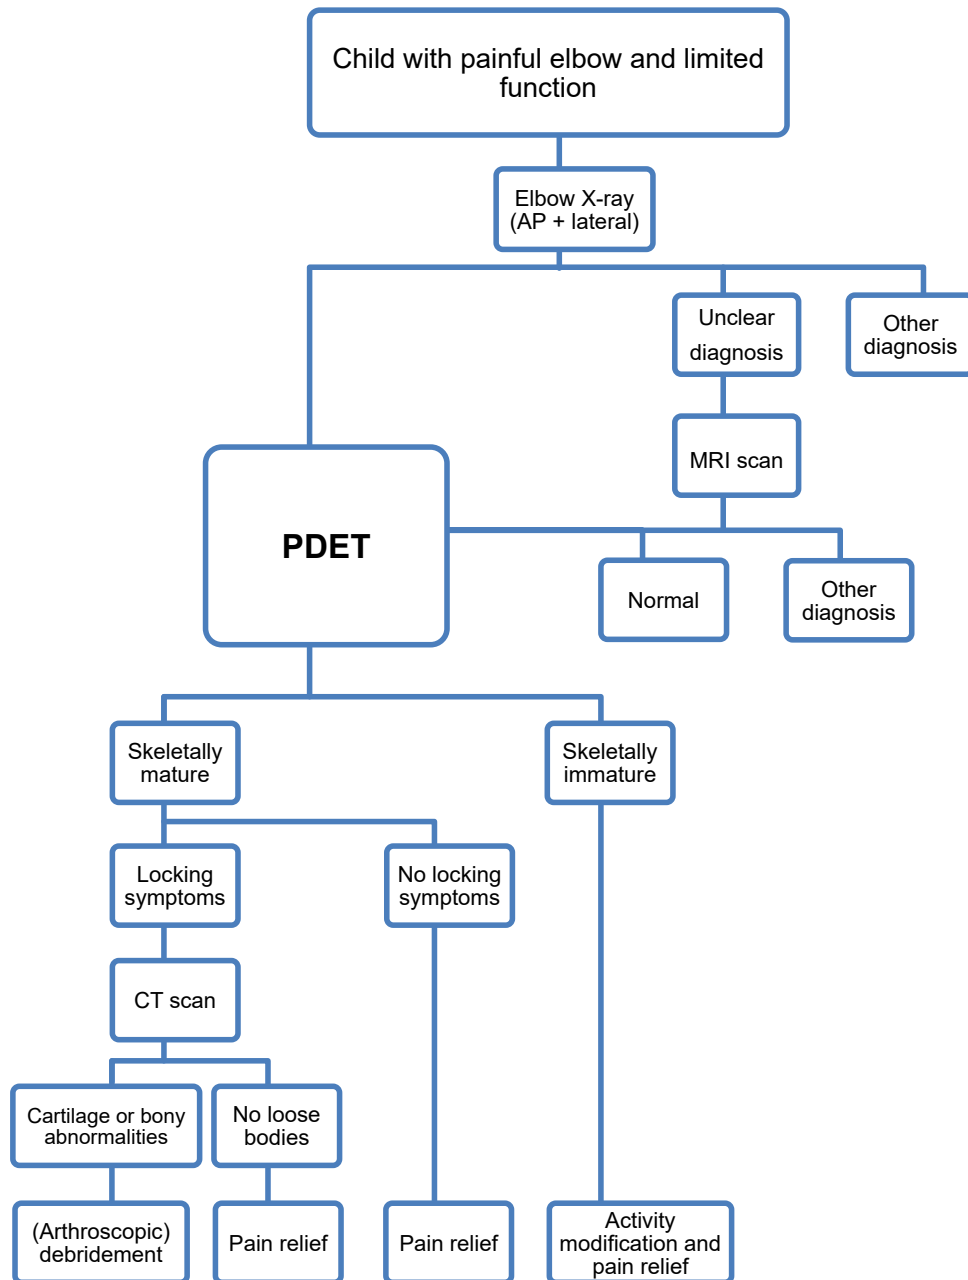 Child with painful elbow and limited
function
Elbow X-ray
(AP + lateral)
Unclear
diagnosis
Other
diagnosis
MRI scan
PDET
Normal
Other
diagnosis
Skeletally
mature
Skeletally
immature
Locking
symptoms
No locking
symptoms
CT scan
Cartilage or bony
abnormalities
No loose
bodies
(Arthroscopic)
debridement
Pain relief
Pain relief
Activity
modification and
pain relief